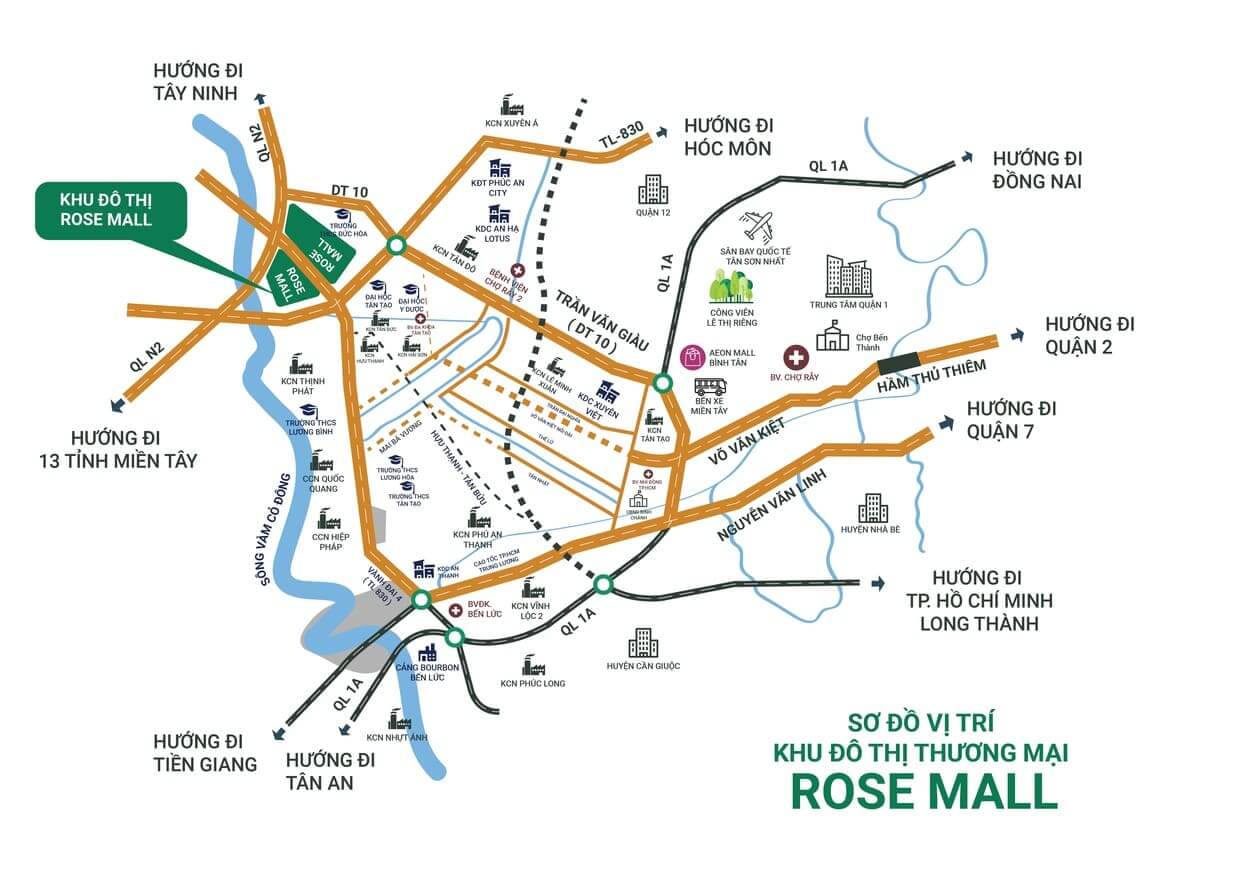 HƯỚNG ĐI
TÂY NINH
QL N2
KCN XUYÊN Á
TL-830
HƯỚNG ĐI
HÓC MÔN
QL 1A
HƯỚNG ĐI
ĐỒNG NAI
KHU ĐÔ THỊ
ROSE MALL
DT 10
KĐT PHÚC AN
CITY
QUẬN 12
TRƯỜNG
THCS ĐỨC HÒA
KDC AN HẠ
LOTUS
ROSE
MALL
ROSE
MALL
KCN TÂN ĐÔ
SÂN BAY QUỐC TẾ
TÂN SƠN NHẤT
BỆNH VIỆN
CHỢ RẪY 2
QL 1A
ĐẠI HỌC
TÂN TẠO
ĐẠI HỌC
Y DƯỢC
TRẦN VĂN GIÀU
( DT 10 )
CÔNG VIÊN
LÊ THỊ RIÊNG
TRUNG TÂM QUẬN 1
KCN TÂN ĐỨC
BV ĐA KHOA
TÂN TẠO
Chợ Bến
Thành
HƯỚNG ĐI
QUẬN 2
QL N2
KCN
HỰU THẠNH
KCN HẢI SƠN
AEON MALL
BÌNH TÂN
BV. CHỢ RẪY
HẦM THỦ THIÊM
KCN THỊNH
PHÁT
KCN LÊ MINH
XUÂN
KDC XUYÊN
VIỆT
BẾN XE
MIỀN TÂY
HƯỚNG ĐI
QUẬN 7
TRƯỜNG THCS
LƯƠNG BÌNH
TRẦN ĐẠI NGHĨA
VÕ VĂN KIỆT NỐI DÀI
KCN
TÂN TẠO
VÕ VĂN KIỆT
HƯỚNG ĐI
13 TỈNH MIỀN TÂY
MAI BÁ VƯƠNG
HỰU THẠNH - TÂN BỬU
THẾ LỮ
TRƯỜNG THCS
LƯƠNG HÒA
TÂN NHẬT
BV NHI ĐỒNG
TPHCM
CCN QUỐC
QUANG
TRƯỜNG THCS
TÂN TẠO
NGUYỄN VĂN LINH
SÔNG VÀM CỎ ĐÔNG
CCN HIỆP
PHÁP
KCN PHÚ AN
THẠNH
HUYỆN NHÀ BÈ
CAO TỐC TPHCM
TRUNG LƯƠNG
VÀNH ĐAI 4
( TL 830 )
KDC AN
THẠNH
BVĐK.
BẾN LỨC
KCN VĨNH
LỘC 2
QL 1A
HƯỚNG ĐI
TP. HỒ CHÍ MINH
LONG THÀNH
HUYỆN CẦN GIUỘC
CẢNG BOURBON
BẾN LỨC
KCN PHÚC LONG
QL 1A
KCN NHỰT ÁNH
HƯỚNG ĐI
TIỀN GIANG
HƯỚNG ĐI
TÂN AN
SƠ ĐỒ VỊ TRÍ
KHU ĐÔ THỊ THƯƠNG MẠI
ROSE MALL